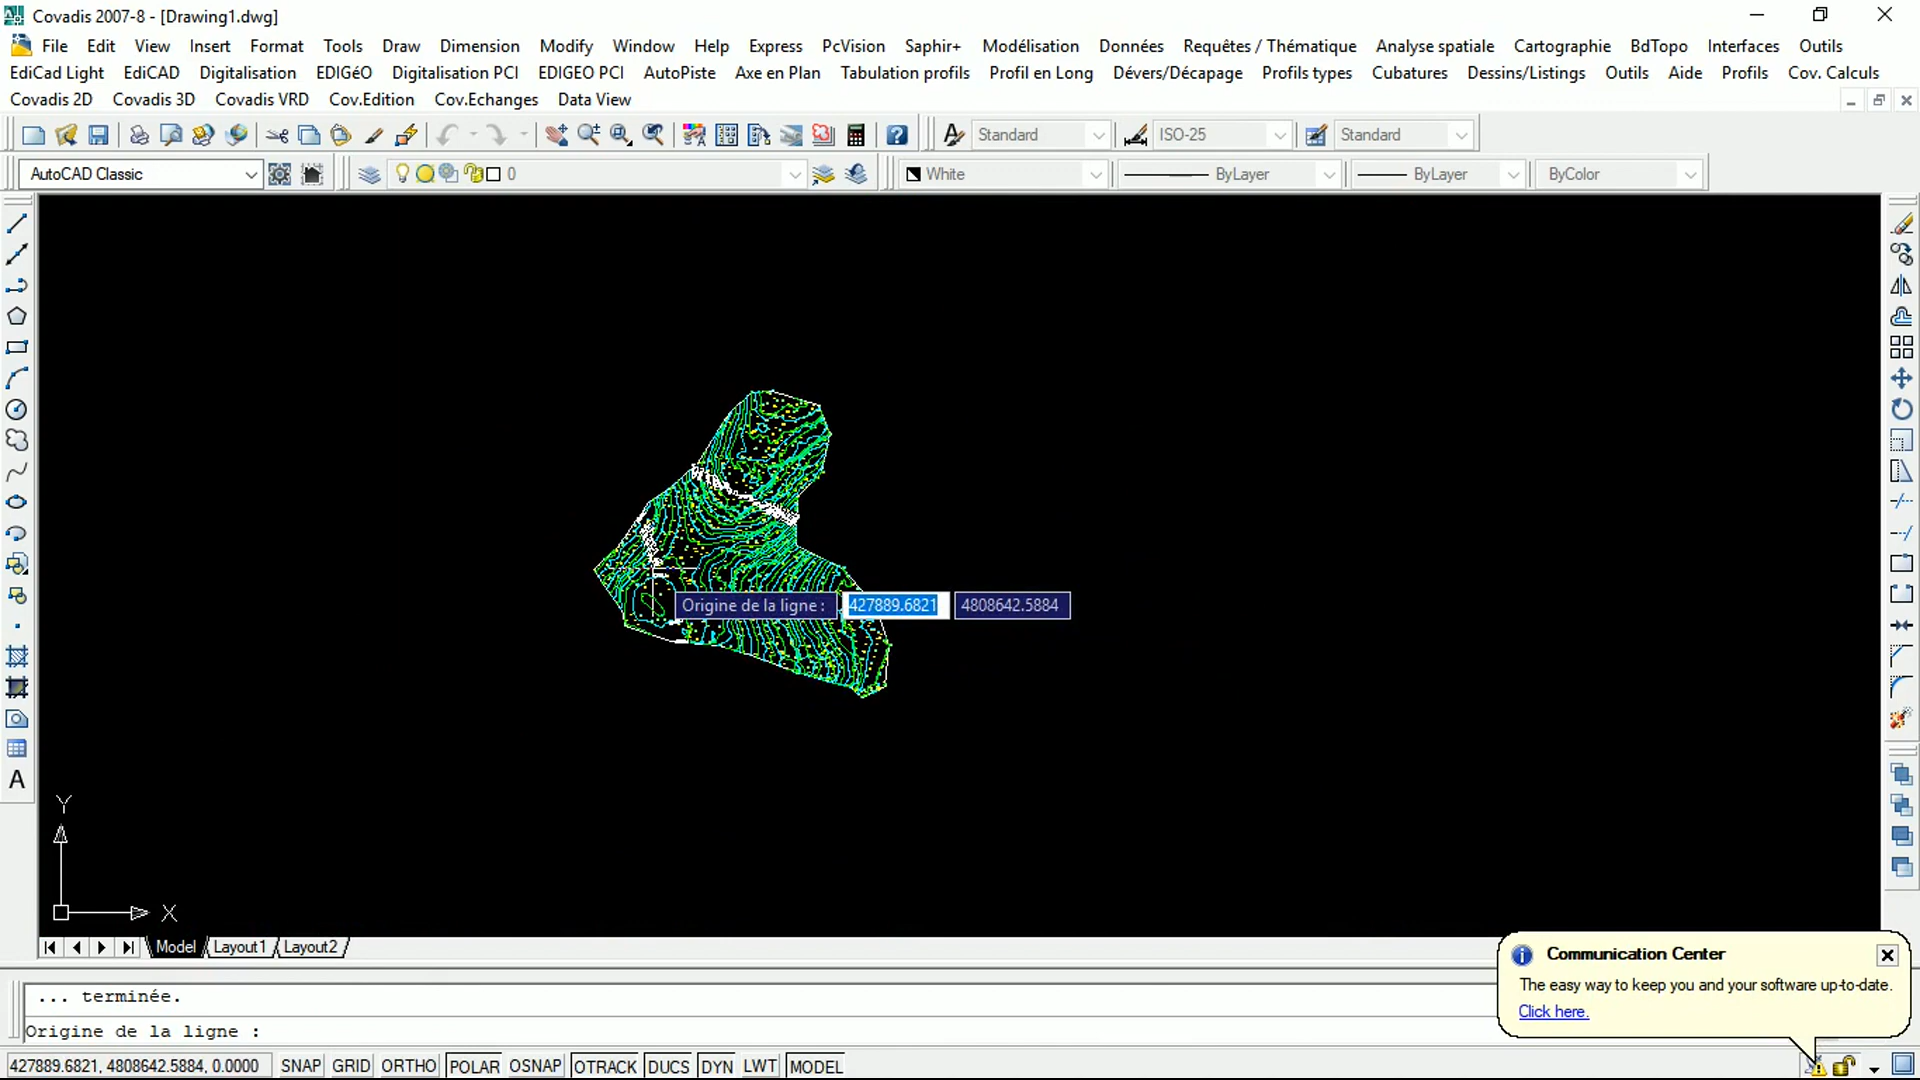 Covadis 2007-8 - [Drawing1.dwg]
File Edit View Insert Format Tools Draw Dimension Modify Window Help Express PcVision Saphir+ Modélisation Données Requêtes / Thématique Analyse spatiale Cartographie BdTopo Interfaces Outils
EdiCad Light EdiCAD Digitalisation EDIGéO Digitalisation PCI EDIGEO PCI AutoPiste Axe en Plan Tabulation profils Profil en Long Dévers/Décapage Profils types Cubatures Dessins/Listings Outils Aide Profils Cov. Calculs
Covadis 2D Covadis 3D Covadis VRD Cov.Edition Cov.Echanges Data View
Standard ISO-25 Standard
AutoCAD Classic 0 White ByLayer ByLayer ByColor
Origine de la ligne : 427889.6821 4808642.5884
Y
X
Model Layout1 Layout2
Communication Center
The easy way to keep you and your software up-to-date.
Click here.
... terminée.
Origine de la ligne :
427889.6821, 4808642.5884, 0.0000 SNAP GRID ORTHO POLAR OSNAP OTRACK DUCS DYN LWT MODEL